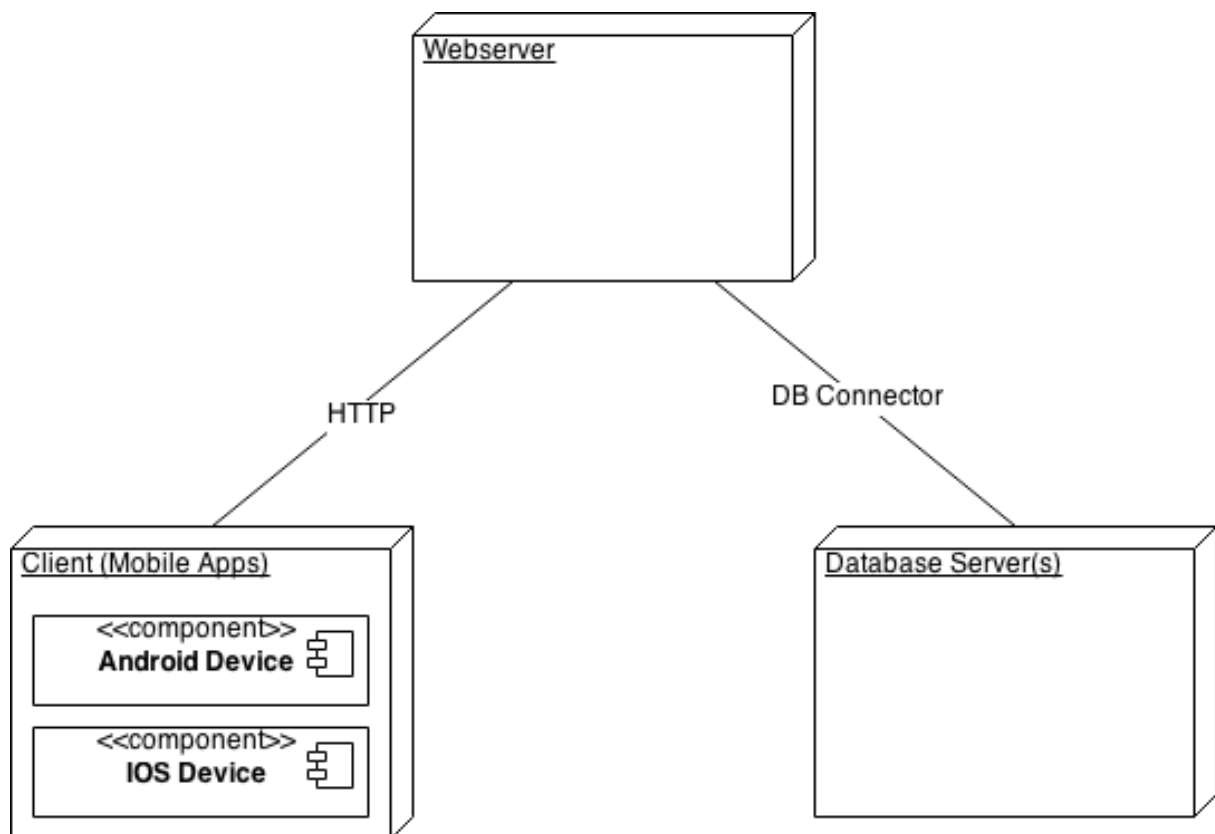 Webserver
HTTP
DB Connector
Client (Mobile Apps)
<<component>>
Android Device
<<component>>
IOS Device
Database Server(s)